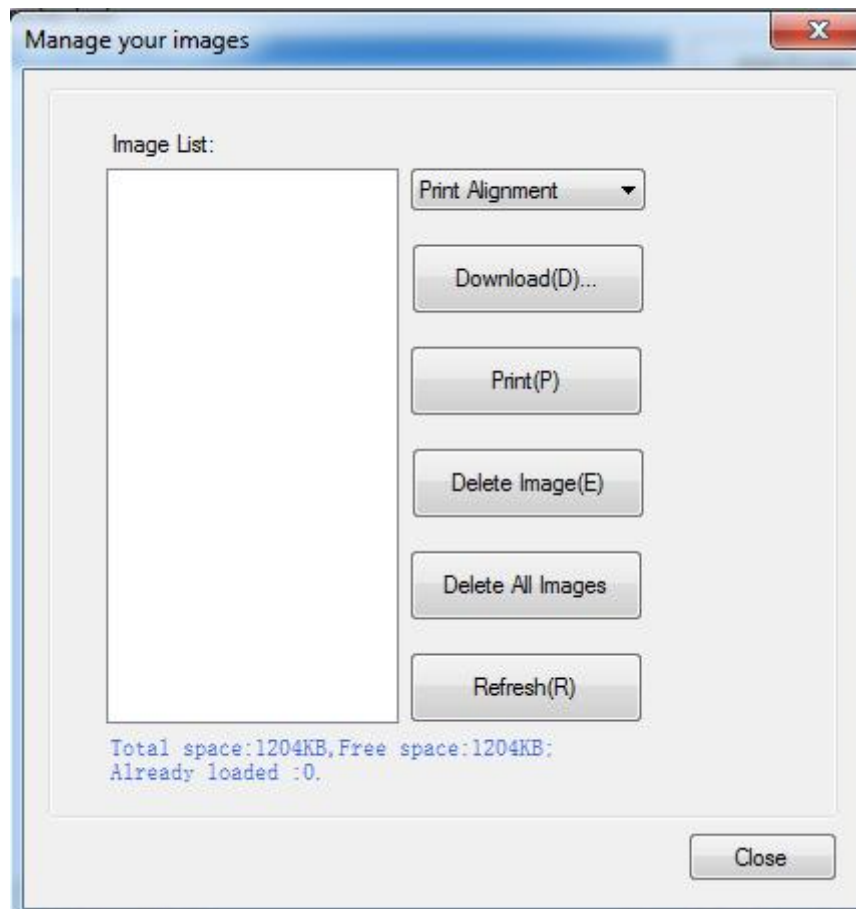 Manage your images
x
Image List:
Print Alignment
Download(D)...
Print(P)
Delete Image(E)
Delete All Images
Refresh(R)
Total space:1204KB,Free space:1204KB;
Already loaded :0.
Close